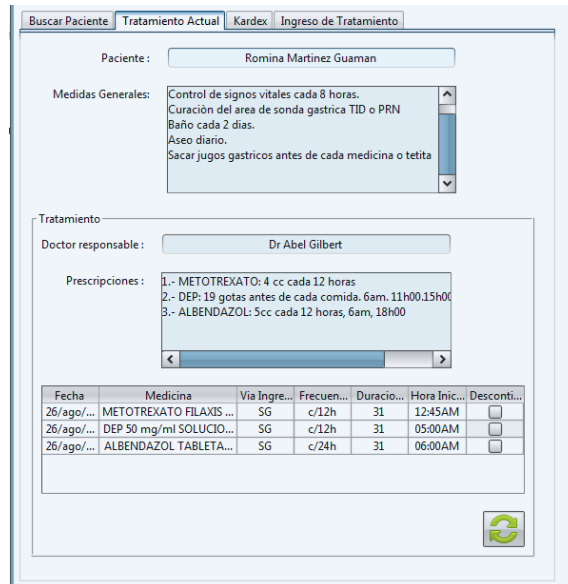 Buscar Paciente Tratamiento Actual Kardex Ingreso de Tratamiento
Paciente : Romina Martinez Guaman
Medidas Generales: Control de signos vitales cada 8 horas.
Curaciòn del area de sonda gastrica TID o PRN
Baño cada 2 dias.
Aseo diario.
Sacar jugos gastricos antes de cada medicina o tetita
Tratamiento
Doctor responsable : Dr Abel Gilbert
Prescripciones : 1.- METOTREXATO: 4 cc cada 12 horas
2.- DEP: 19 gotas antes de cada comida. 6am. 11h00.15h00
3.- ALBENDAZOL: 5cc cada 12 horas, 6am, 18h00
Fecha Medicina Via Ingre... Frecuen... Duracio... Hora Inic... Desconti...
26/ago/... METOTREXATO FILAXIS ... SG c/12h 31 12:45AM
26/ago/... DEP 50 mg/ml SOLUCIO... SG c/12h 31 05:00AM
26/ago/... ALBENDAZOL TABLETA... SG c/24h 31 06:00AM